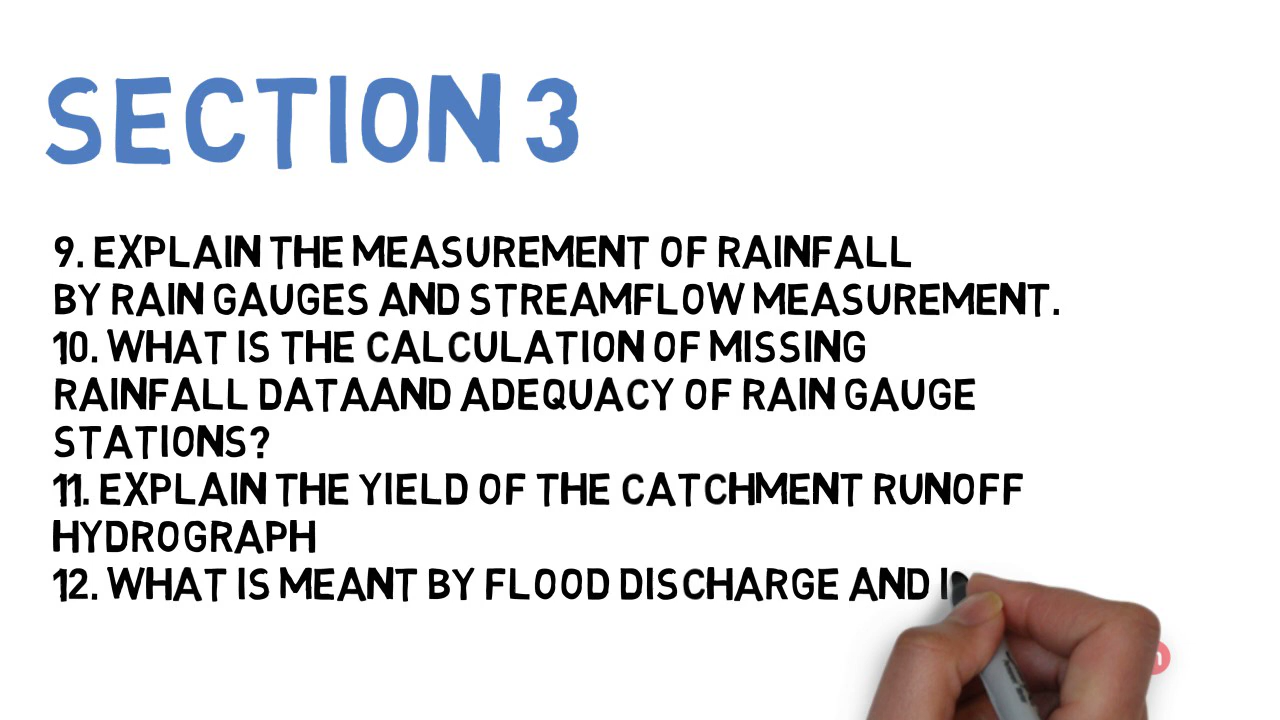 SECTION 3
9. EXPLAIN THE MEASUREMENT OF RAINFALL
BY RAIN GAUGES AND STREAMFLOW MEASUREMENT.
10. WHAT IS THE CALCULATION OF MISSING
RAINFALL DATAAND ADEQUACY OF RAIN GAUGE
STATIONS?
11. EXPLAIN THE YIELD OF THE CATCHMENT RUNOFF
HYDROGRAPH
12. WHAT IS MEANT BY FLOOD DISCHARGE AND